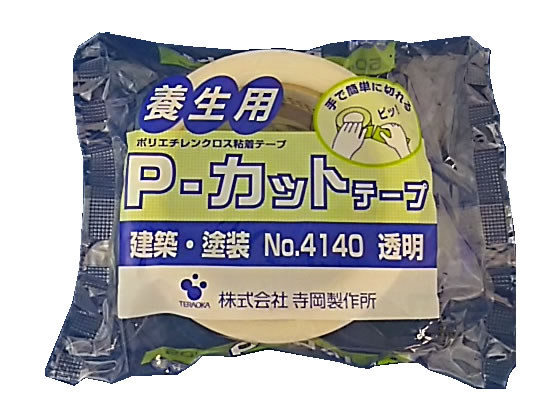 養生用
手で簡単に切れる
ピッ!
ポリエチレンクロス粘着テープ
P-カットテープ
建築・塗装 No.4140 透明
TERAOKA 株式会社 寺岡製作所